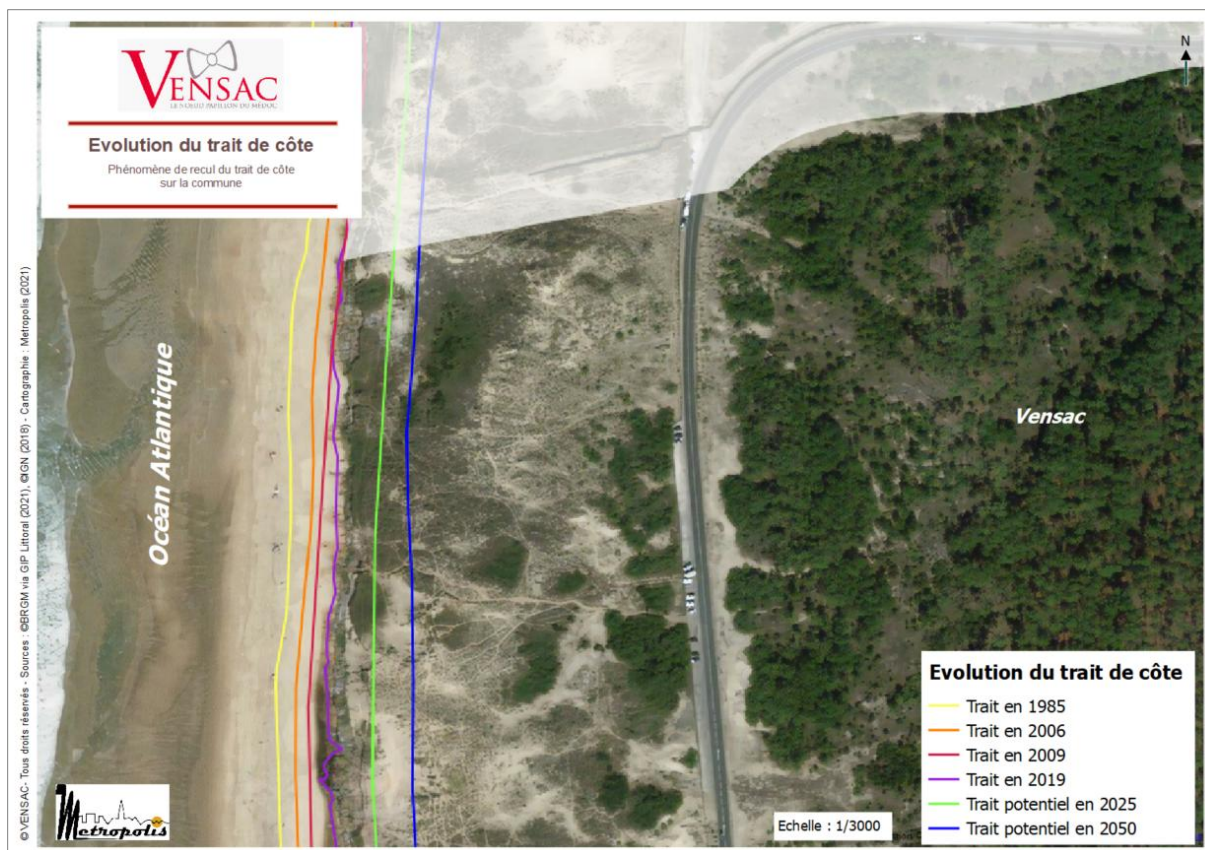 VENSAC
LE NOEUD PAPILLON DU MÉDOC
Evolution du trait de côte
Phénomène de recul du trait de côte
sur la commune
N
© VENSAC- Tous droits réservés - Sources : ©BRGM via GIP Littoral (2021), ©IGN (2018) - Cartographie : Metropolis (2021)
Océan Atlantique
Vensac
Evolution du trait de côte
Trait en 1985
Trait en 2006
Trait en 2009
Trait en 2019
Trait potentiel en 2025
Trait potentiel en 2050
Metropolis
Echelle : 1/3000